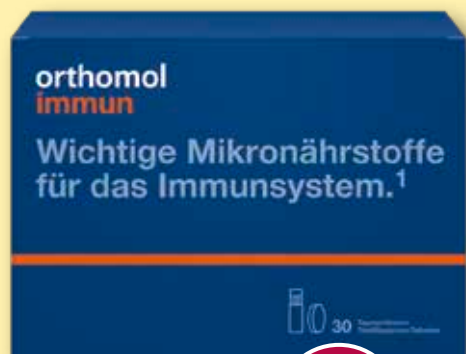 orthomol
immun
Wichtige Mikronährstoffe
für das Immunsystem.¹
30